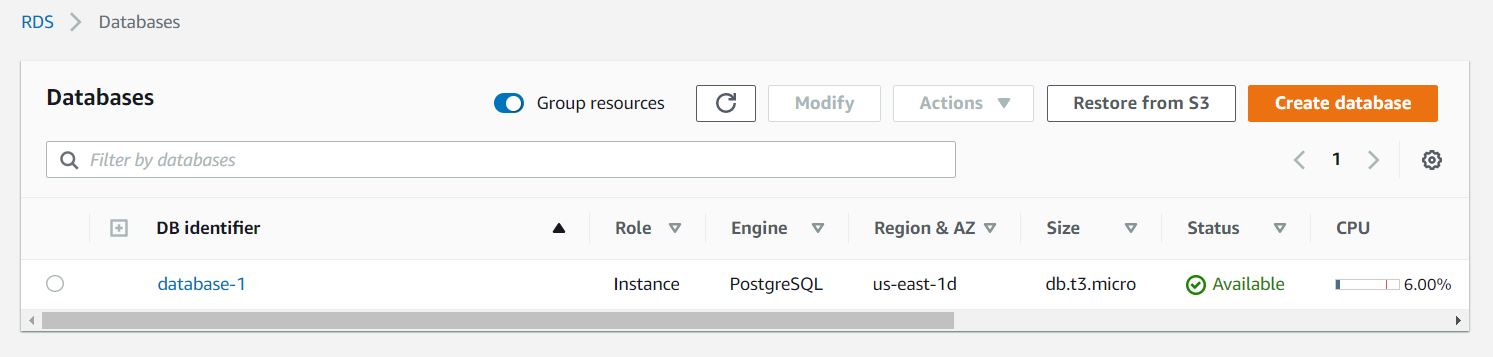 RDS > Databases
Databases Group resources Modify Actions Restore from S3 Create database
Filter by databases 1
DB identifier Role Engine Region & AZ Size Status CPU
database-1 Instance PostgreSQL us-east-1d db.t3.micro Available 6.00%